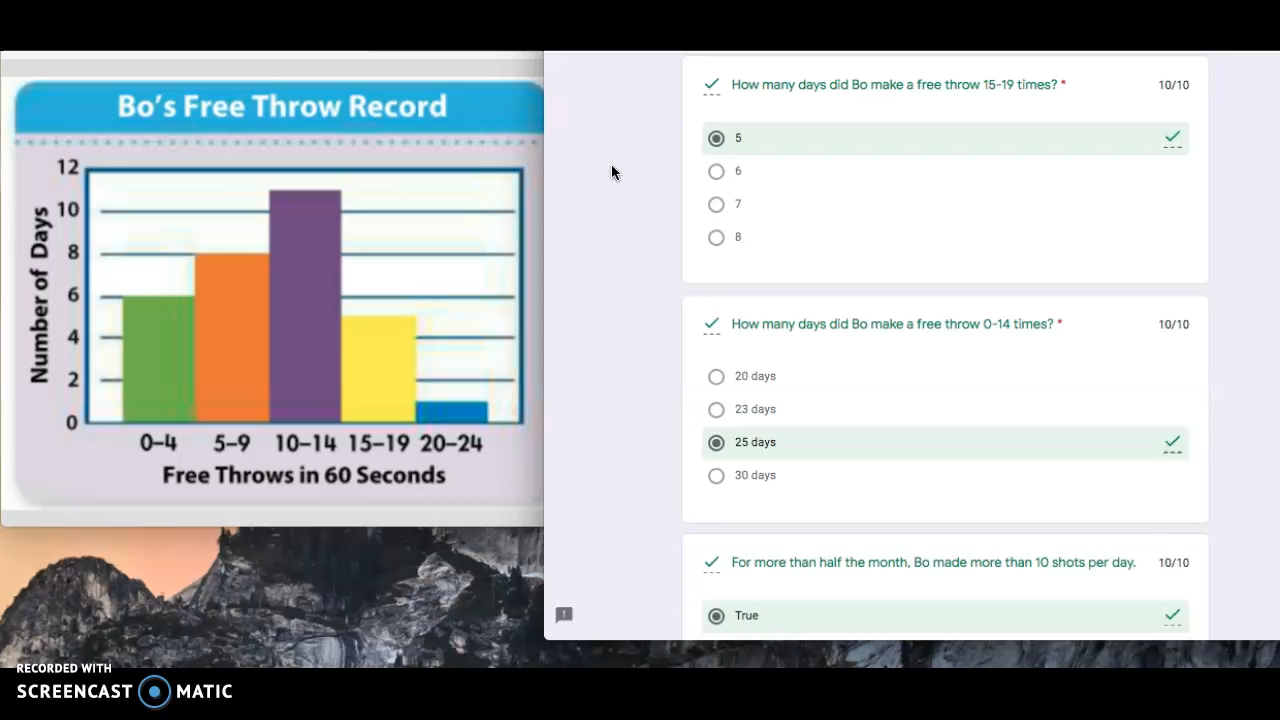 Bo's Free Throw Record
12
10
8
6
4
2
0
Number of Days
0–4 5–9 10–14 15–19 20–24
Free Throws in 60 Seconds
How many days did Bo make a free throw 15-19 times? *
10/10
5
6
7
8
How many days did Bo make a free throw 0-14 times? *
10/10
20 days
23 days
25 days
30 days
For more than half the month, Bo made more than 10 shots per day.
10/10
True
RECORDED WITH
SCREENCAST MATIC